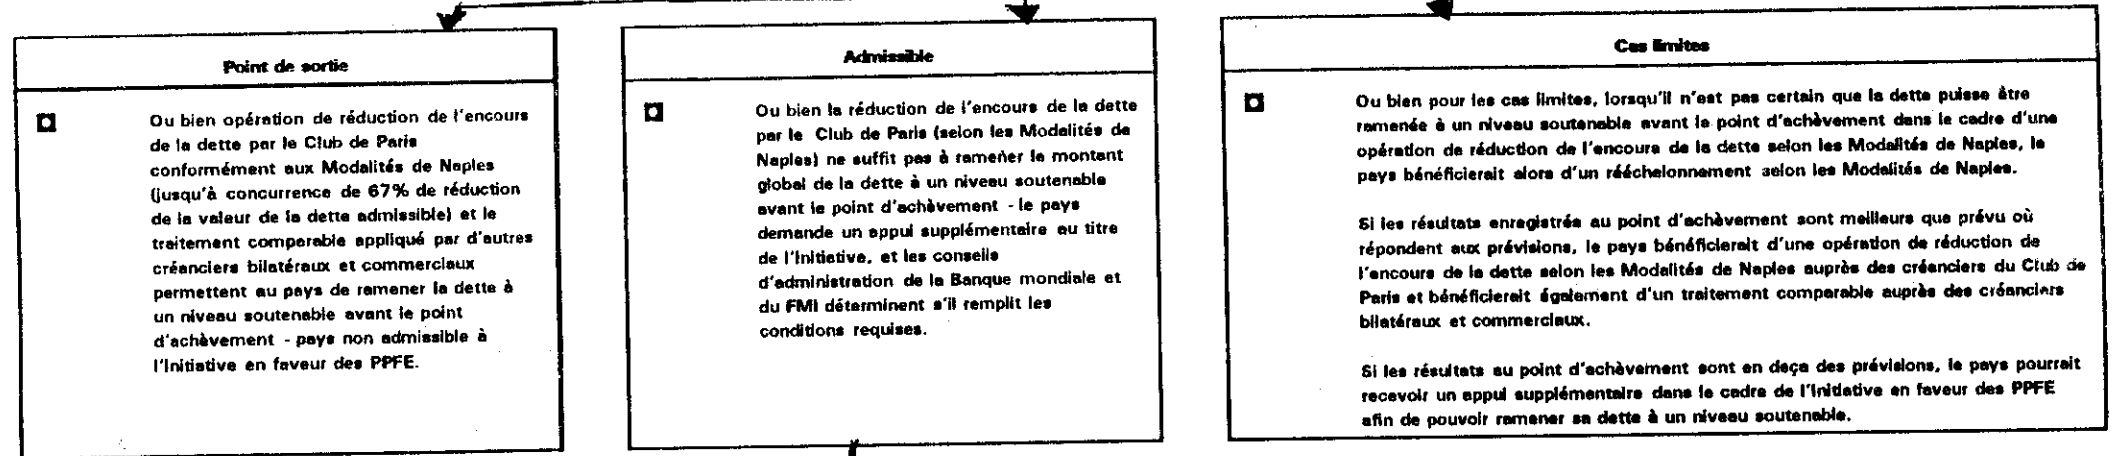 Point de sortie
Ou bien opération de réduction de l'encours
de la dette par le Club de Paris
conformément aux Modalités de Naples
(jusqu'à concurrence de 67% de réduction
de la valeur de la dette admissible) et le
traitement comparable appliqué par d'autres
créanciers bilatéraux et commerciaux
permettent au pays de ramener la dette à
un niveau soutenable avant le point
d'achèvement - pays non admissible à
l'Initiative en faveur des PPFE.
Admissible
Ou bien la réduction de l'encours de la dette
par le Club de Paris (selon les Modalités de
Naples) ne suffit pas à ramener le montant
global de la dette à un niveau soutenable
avant le point d'achèvement - le pays
demande un appui supplémentaire au titre
de l'Initiative, et les conseils
d'administration de la Banque mondiale et
du FMI déterminent s'il remplit les
conditions requises.
Cas limites
Ou bien pour les cas limites, lorsqu'il n'est pas certain que la dette puisse être
ramenée à un niveau soutenable avant le point d'achèvement dans le cadre d'une
opération de réduction de l'encours de la dette selon les Modalités de Naples, le
pays bénéficierait alors d'un rééchelonnement selon les Modalités de Naples.
Si les résultats enregistrés au point d'achèvement sont meilleurs que prévu où
répondent aux prévisions, le pays bénéficierait d'une opération de réduction de
l'encours de la dette selon les Modalités de Naples auprès des créanciers du Club de
Paris et bénéficierait également d'un traitement comparable auprès des créanciers
bilatéraux et commerciaux.
Si les résultats au point d'achèvement sont en deça des prévisions, le pays pourrait
recevoir un appui supplémentaire dans le cadre de l'Initiative en faveur des PPFE
afin de pouvoir ramener sa dette à un niveau soutenable.